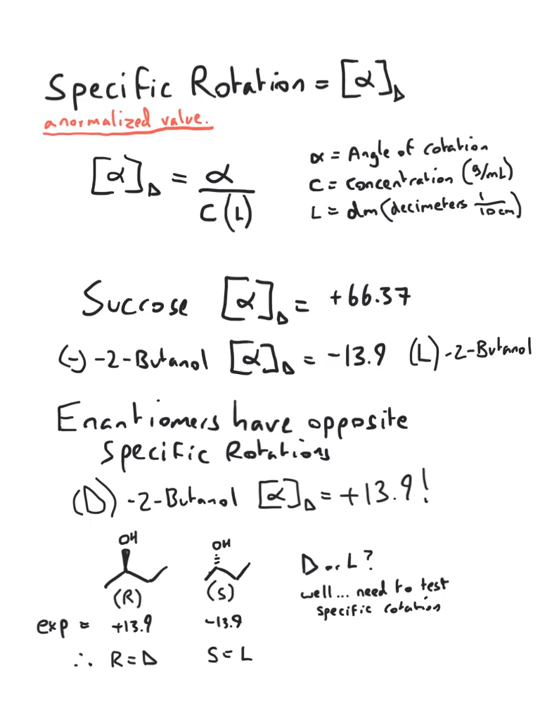 Specific Rotation = [α]D
a normalized value.
[α]D = α / C(L)
α = Angle of rotation
C = Concentration (g/mL)
L = dm (decimeters 1/10cm)
Sucrose [α]D = +66.37
(-)-2-Butanol [α]D = -13.9 (L)-2-Butanol
Enantiomers have opposite
Specific Rotations
(D)-2-Butanol [α]D = +13.9!
OH OH
(R) (S)
D or L?
well... need to test
specific rotation
exp = +13.9 -13.9
∴ R = D S = L